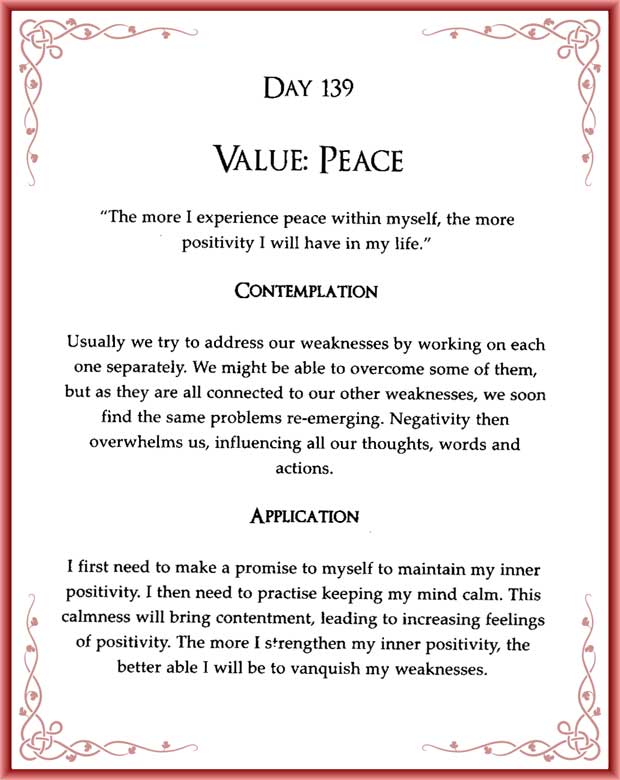 DAY 139
VALUE: PEACE
“The more I experience peace within myself, the more
positivity I will have in my life.”
CONTEMPLATION
Usually we try to address our weaknesses by working on each
one separately. We might be able to overcome some of them,
but as they are all connected to our other weaknesses, we soon
find the same problems re-emerging. Negativity then
overwhelms us, influencing all our thoughts, words and
actions.
APPLICATION
I first need to make a promise to myself to maintain my inner
positivity. I then need to practise keeping my mind calm. This
calmness will bring contentment, leading to increasing feelings
of positivity. The more I strengthen my inner positivity, the
better able I will be to vanquish my weaknesses.